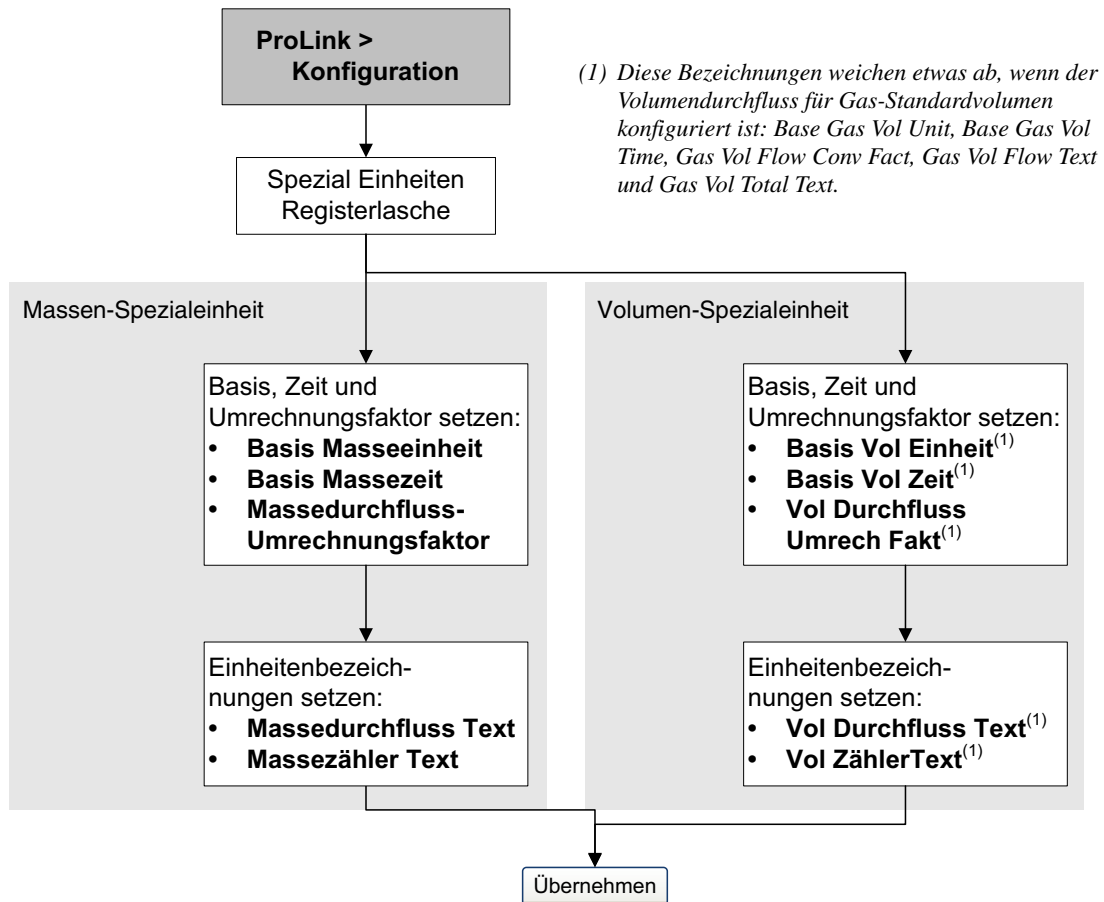 ProLink >
Konfiguration
(1) Diese Bezeichnungen weichen etwas ab, wenn der
Volumendurchfluss für Gas-Standardvolumen
konfiguriert ist: Base Gas Vol Unit, Base Gas Vol
Time, Gas Vol Flow Conv Fact, Gas Vol Flow Text
und Gas Vol Total Text.
Spezial Einheiten
Registerlasche
Massen-Spezialeinheit
Basis, Zeit und
Umrechnungsfaktor setzen:
• Basis Masseeinheit
• Basis Massezeit
• Massedurchfluss-
Umrechnungsfaktor
Einheitenbezeich-
nungen setzen:
• Massedurchfluss Text
• Massezähler Text
Volumen-Spezialeinheit
Basis, Zeit und
Umrechnungsfaktor setzen:
• Basis Vol Einheit(1)
• Basis Vol Zeit(1)
• Vol Durchfluss
Umrech Fakt(1)
Einheitenbezeich-
nungen setzen:
• Vol Durchfluss Text(1)
• Vol ZählerText(1)
Übernehmen